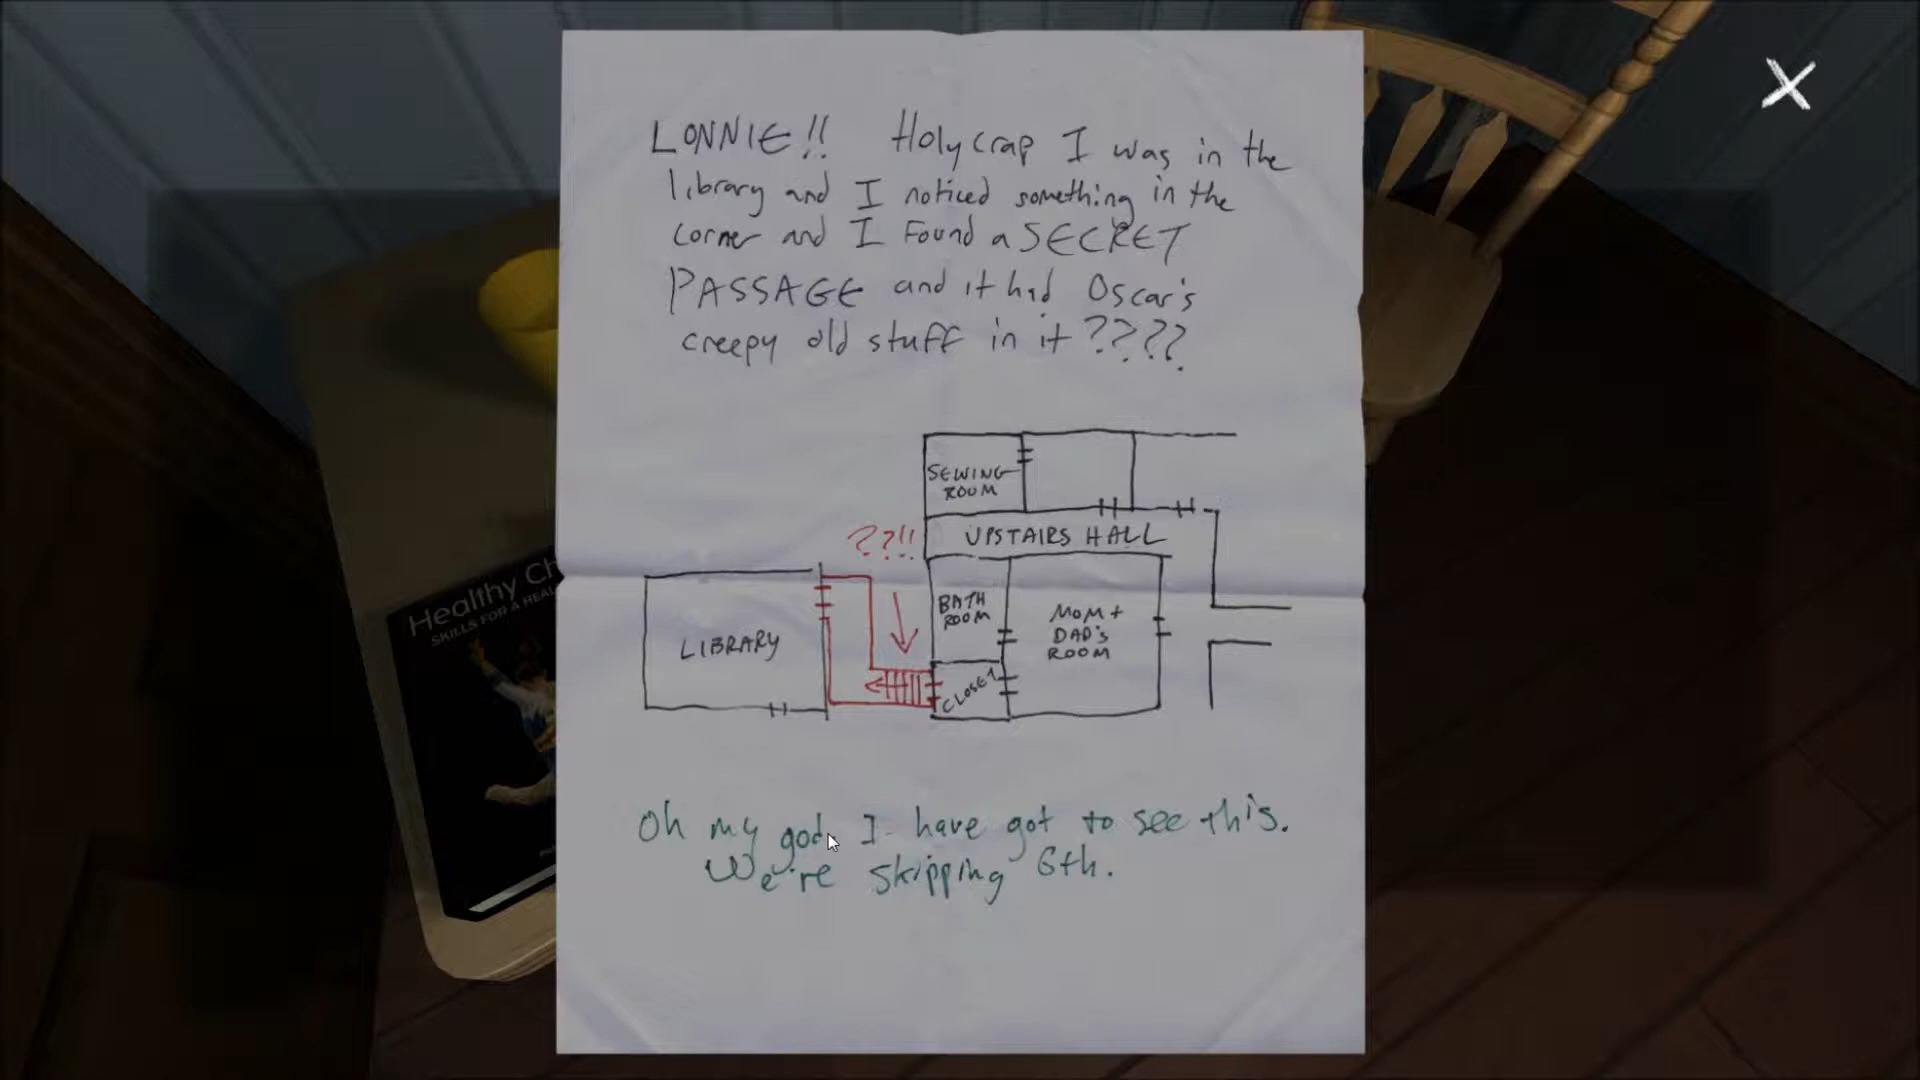 LONNIE!! Holy crap I was in the
library and I noticed something in the
corner and I Found a SECRET
PASSAGE and it had Oscar's
creepy old stuff in it ????
SEWING
ROOM
UPSTAIRS HALL
??!!
BATH
ROOM
MOM +
DAD'S
ROOM
LIBRARY
CLOSET
Healthy Ch
SKILLS FOR A HEAL
Oh my god. I have got to see this.
We're skipping 6th.